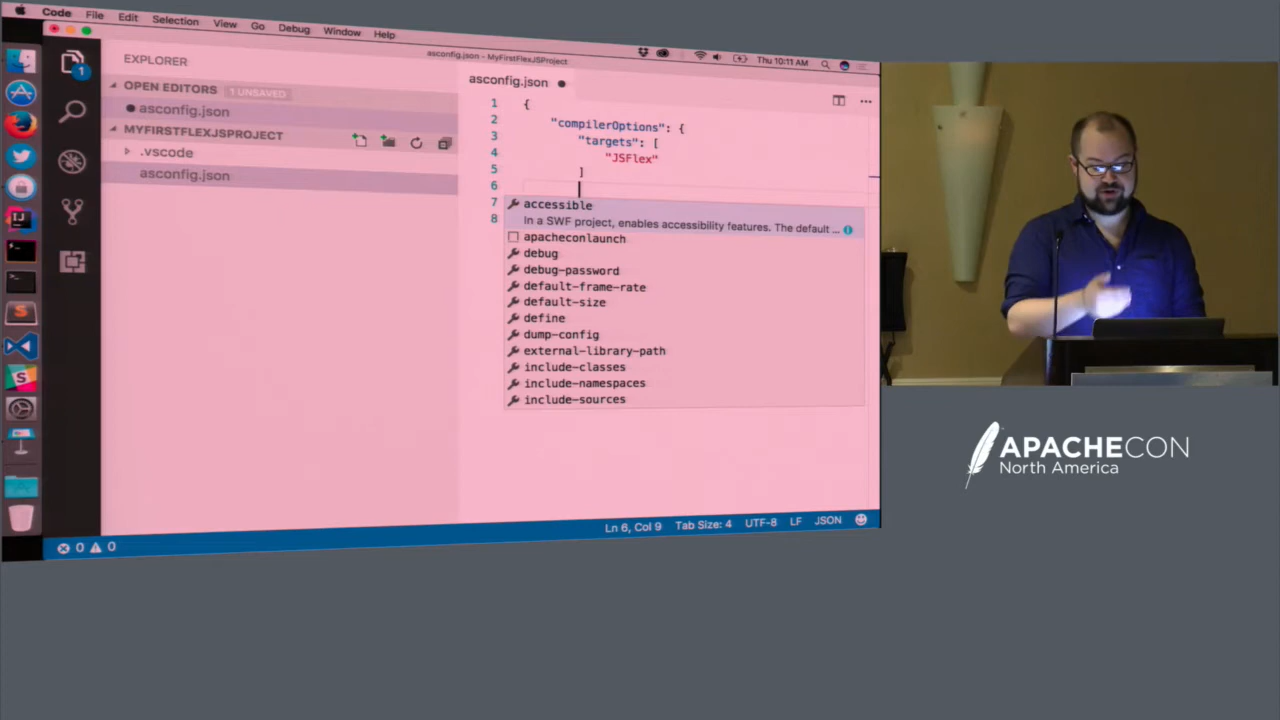 Code File Edit Selection View Go Debug Window Help
Thu 10:11 AM
asconfig.json - MyFirstFlexJSProject
EXPLORER
OPEN EDITORS 1 UNSAVED
asconfig.json
MYFIRSTFLEXJSPROJECT
.vscode
asconfig.json
1
asconfig.json
1 {
2 "compilerOptions": {
3 "targets": [
4 "JSFlex"
5 ]
6
7
8
accessible
In a SWF project, enables accessibility features. The default ...
apacheconlaunch
debug
debug-password
default-frame-rate
default-size
define
dump-config
external-library-path
include-classes
include-namespaces
include-sources
0 0
Ln 6, Col 9 Tab Size: 4 UTF-8 LF JSON
APACHECON
North America